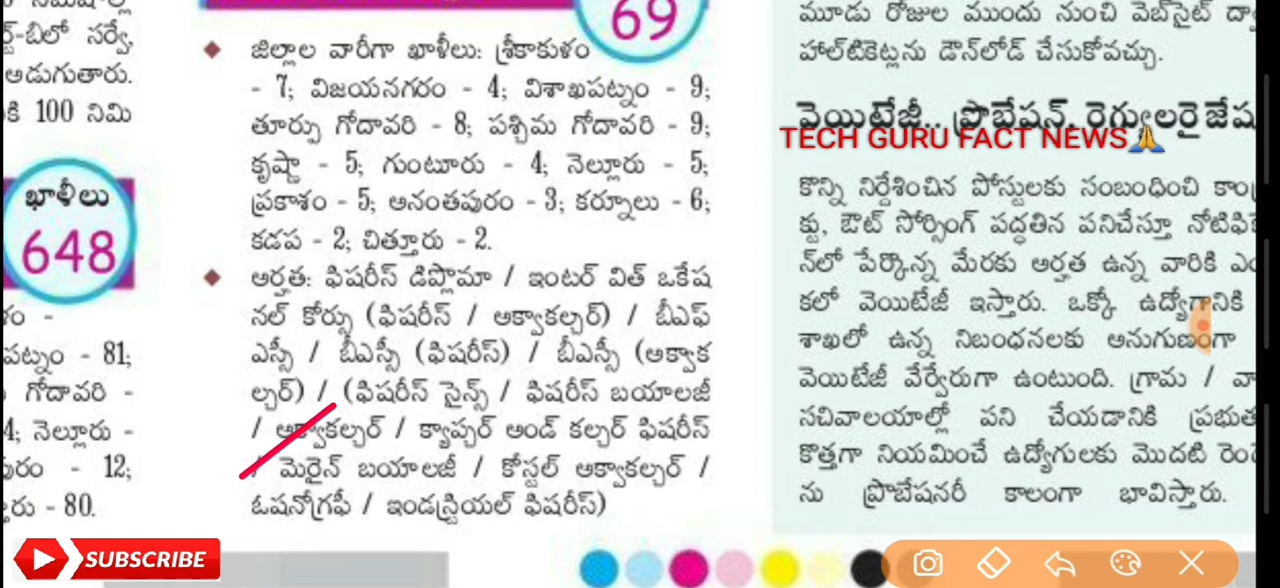 ర్ట్-బిలో సర్వే
ఆడుగుతారు.
కి 100 నిమి
ఖాళీలు
648
పట్నం - 81;
గోదావరి -
4; నెల్లూరు -
పురం - 12;
రు - 80.
69
జిల్లాల వారీగా ఖాళీలు: శ్రీకాకుళం
- 7; విజయనగరం - 4; విశాఖపట్నం - 9;
తూర్పు గోదావరి - 8; పశ్చిమ గోదావరి - 9;
కృష్ణా - 5; గుంటూరు - 4; నెల్లూరు - 5;
ప్రకాశం - 5; అనంతపురం - 3; కర్నూలు - 6;
కడప - 2; చిత్తూరు - 2.
అర్హత: ఫిషరీస్ డిప్లొమా / ఇంటర్ విత్ ఒకేష
నల్ కోర్సు (ఫిషరీస్ / ఆక్వాకల్చర్) / బీఎఫ్
ఎస్సీ / బీఎస్సీ (ఫిషరీస్) / బీఎస్సీ (ఆక్వాక
ల్చర్) / (ఫిషరీస్ సైన్స్ / ఫిషరీస్ బయాలజీ
/ ఆక్వాకల్చర్ / క్యాప్చర్ అండ్ కల్చర్ ఫిషరీస్
/ మెరైన్ బయాలజీ / కోస్టల్ ఆక్వాకల్చర్ /
ఓషనోగ్రఫీ / ఇండస్ట్రియల్ ఫిషరీస్)
మూడు రోజుల ముందు నుంచి వెబ్‌సైట్ ద్వా
హాల్‌టికెట్లను డౌన్‌లోడ్ చేసుకోవచ్చు.
వెయిటేజీ.. ప్రొబేషన్, రెగ్యులరైజేష
TECH GURU FACT NEWS🙏
కొన్ని నిర్దేశించిన పోస్టులకు సంబంధించి కాంట్రా
క్టు, ఔట్ సోర్సింగ్ పద్ధతిన పనిచేస్తూ నోటిఫికే
న్‌లో పేర్కొన్న మేరకు అర్హత ఉన్న వారికి ఎం
కలో వెయిటేజీ ఇస్తారు. ఒక్కో ఉద్యోగానికి
శాఖలో ఉన్న నిబంధనలకు అనుగుణంగా
వెయిటేజీ వేర్వేరుగా ఉంటుంది. గ్రామ / వా
సచివాలయాల్లో పని చేయడానికి ప్రభుత
కొత్తగా నియమించే ఉద్యోగులకు మొదటి రెండే
ను ప్రొబేషనరీ కాలంగా భావిస్తారు.
SUBSCRIBE